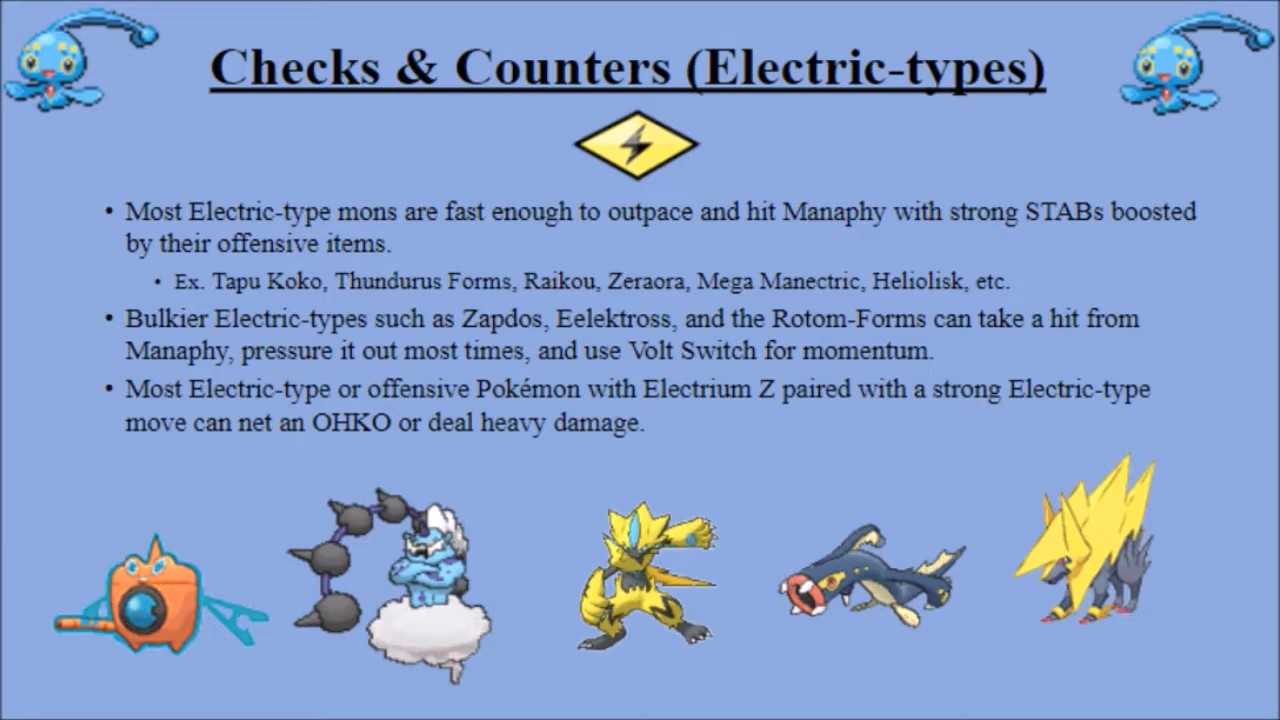 Checks & Counters (Electric-types)
• Most Electric-type mons are fast enough to outpace and hit Manaphy with strong STABs boosted
by their offensive items.
• Ex. Tapu Koko, Thundurus Forms, Raikou, Zeraora, Mega Manectric, Heliolisk, etc.
• Bulkier Electric-types such as Zapdos, Eelektross, and the Rotom-Forms can take a hit from
Manaphy, pressure it out most times, and use Volt Switch for momentum.
• Most Electric-type or offensive Pokémon with Electrium Z paired with a strong Electric-type
move can net an OHKO or deal heavy damage.